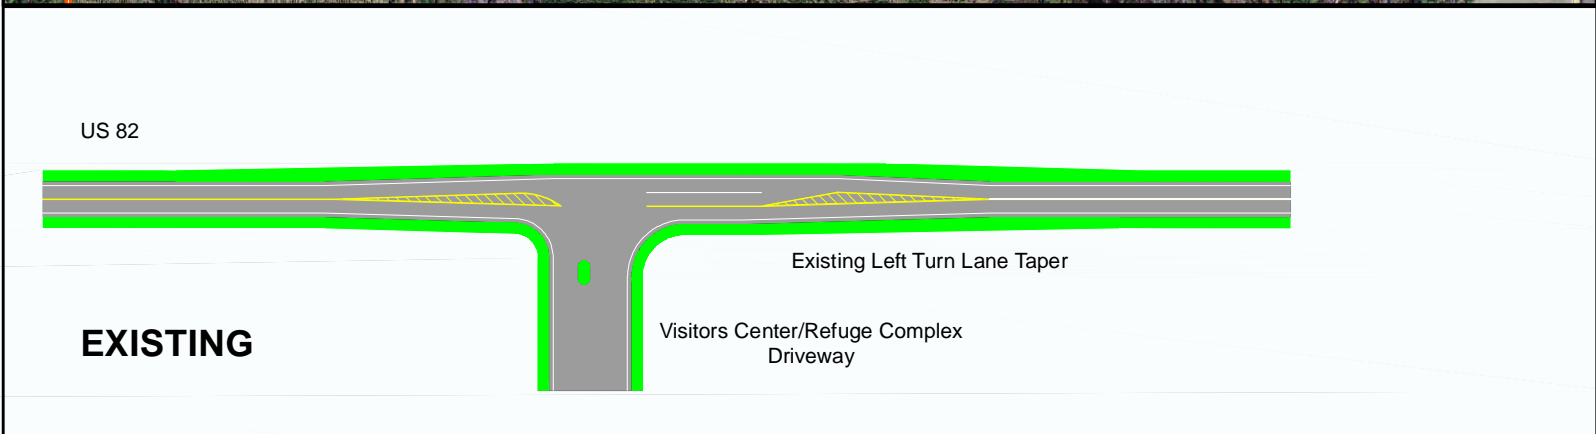 US 82
Existing Left Turn Lane Taper
EXISTING
Visitors Center/Refuge Complex
Driveway